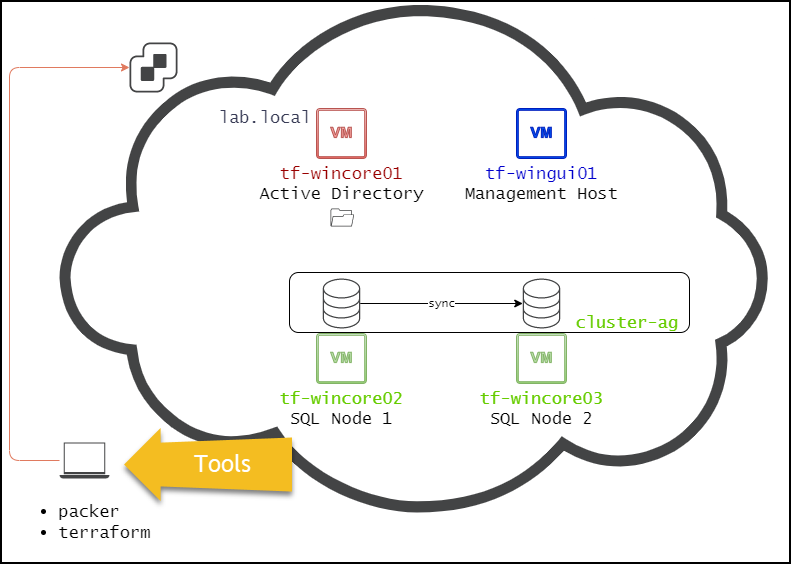 lab.local
VM
tf-wincore01
Active Directory
VM
tf-wingui01
Management Host
sync
cluster-ag
VM
tf-wincore02
SQL Node 1
VM
tf-wincore03
SQL Node 2
Tools
• packer
• terraform